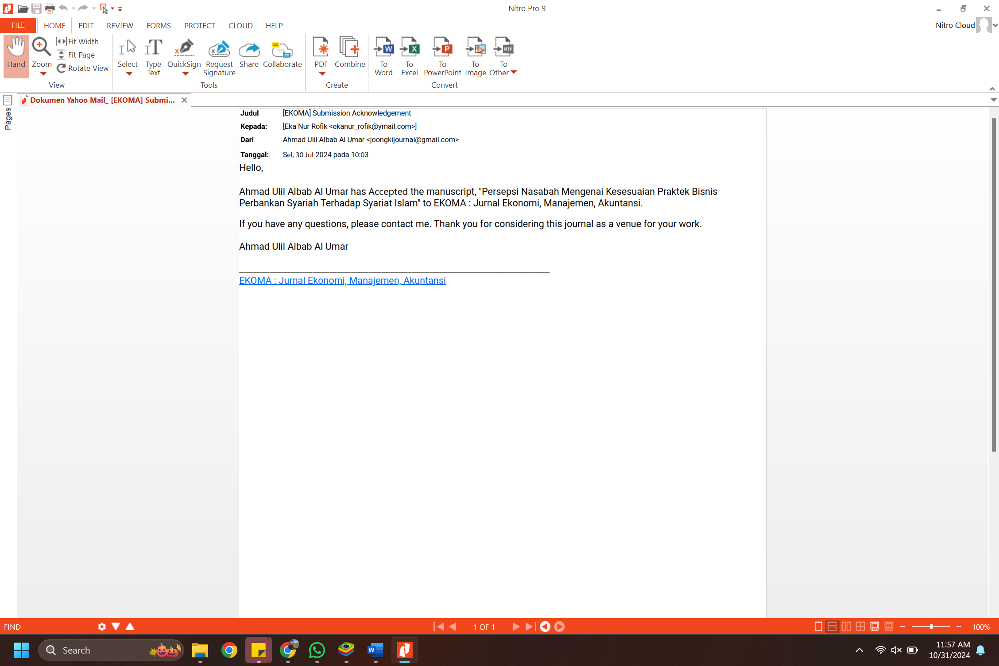 Nitro Pro 9
FILE HOME EDIT REVIEW FORMS PROTECT CLOUD HELP
Nitro Cloud
Hand
Zoom
Fit Width
Fit Page
Rotate View
View
Select
Type Text
QuickSign
Request Signature
Share
Collaborate
Tools
PDF
Combine
Create
To Word
To Excel
To PowerPoint
To Image
To Other
Convert
Pages
Dokumen Yahoo Mail_ [EKOMA] Submi...
Judul [EKOMA] Submission Acknowledgement
Kepada: [Eka Nur Rofik <ekanur_rofik@ymail.com>]
Dari Ahmad Ulil Albab Al Umar <joongkijournal@gmail.com>
Tanggal: Sel, 30 Jul 2024 pada 10:03
Hello,
Ahmad Ulil Albab Al Umar has Accepted the manuscript, "Persepsi Nasabah Mengenai Kesesuaian Praktek Bisnis
Perbankan Syariah Terhadap Syariat Islam" to EKOMA : Jurnal Ekonomi, Manajemen, Akuntansi.
If you have any questions, please contact me. Thank you for considering this journal as a venue for your work.
Ahmad Ulil Albab Al Umar
EKOMA : Jurnal Ekonomi, Manajemen, Akuntansi
FIND
1 OF 1
100%
Search
11:57 AM
10/31/2024